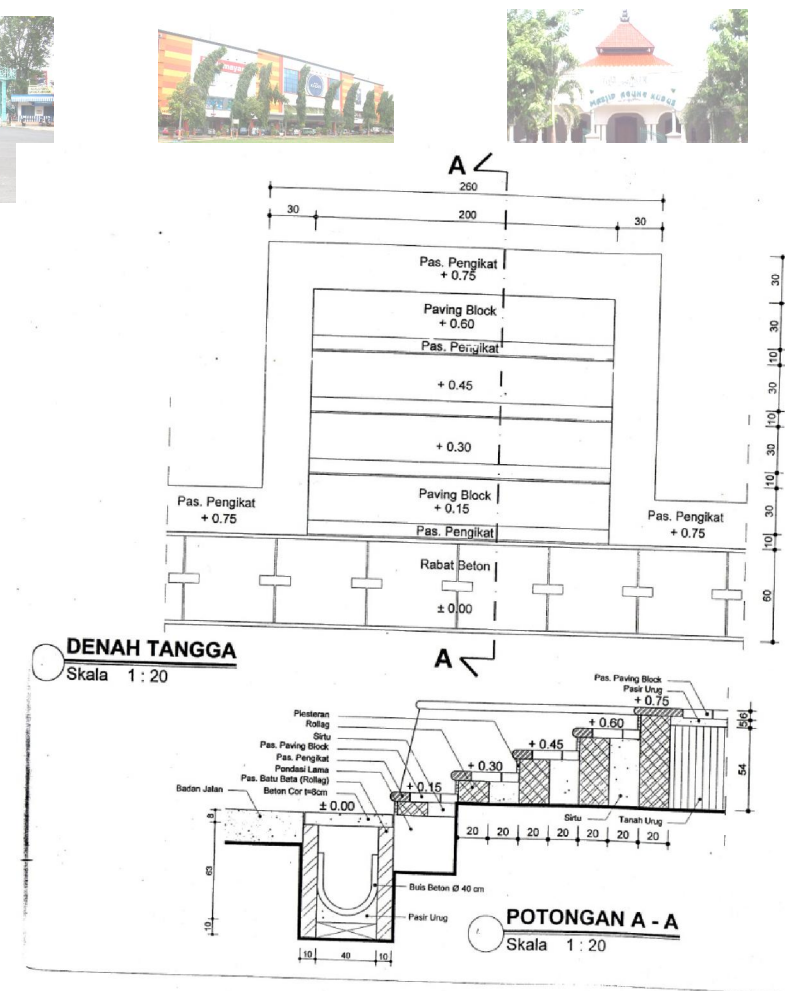 MASJID AGUNG KUDUS
A
260
30
200
30
Pas. Pengikat
+ 0.75
30
Paving Block
+ 0.60
30
Pas. Pengikat
10
+ 0.45
30
10
+ 0.30
30
10
Paving Block
+ 0.15
30
Pas. Pengikat
+ 0.75
Pas. Pengikat
+ 0.75
Pas. Pengikat
10
Rabat Beton
± 0.00
60
A
DENAH TANGGA
Skala 1 : 20
Plesteran
Rollag
Sirtu
Pas. Paving Block
Pas. Pengikat
Pondasi Lama
Pas. Batu Bata (Rollag)
Beton Cor t=8cm
Badan Jalan
± 0.00
+ 0.15
+ 0.30
+ 0.45
+ 0.60
+ 0.75
Pas. Paving Block
Pasir Urug
5 6
54
8
63
10
20 20 20 20 20 20 20
Sirtu
Tanah Urug
Buis Beton Ø 40 cm
Pasir Urug
10 40 10
POTONGAN A - A
Skala 1 : 20